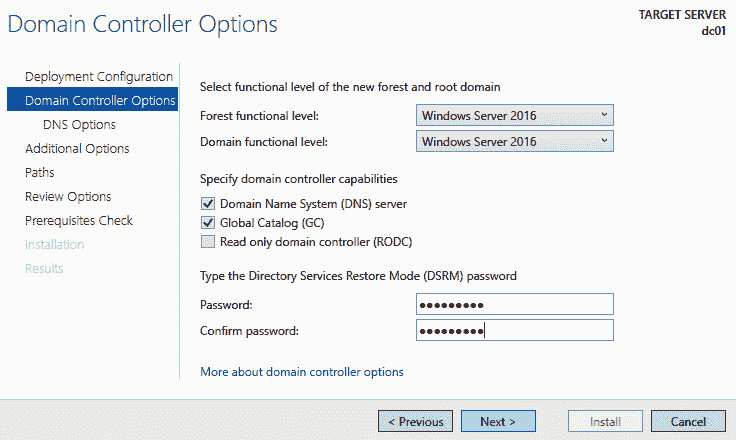 Domain Controller Options
TARGET SERVER
dc01
Deployment Configuration
Domain Controller Options
DNS Options
Additional Options
Paths
Review Options
Prerequisites Check
Installation
Results
Select functional level of the new forest and root domain
Forest functional level: Windows Server 2016
Domain functional level: Windows Server 2016
Specify domain controller capabilities
Domain Name System (DNS) server
Global Catalog (GC)
Read only domain controller (RODC)
Type the Directory Services Restore Mode (DSRM) password
Password: ●●●●●●●●●
Confirm password: ●●●●●●●●●
More about domain controller options
< Previous Next > Install Cancel